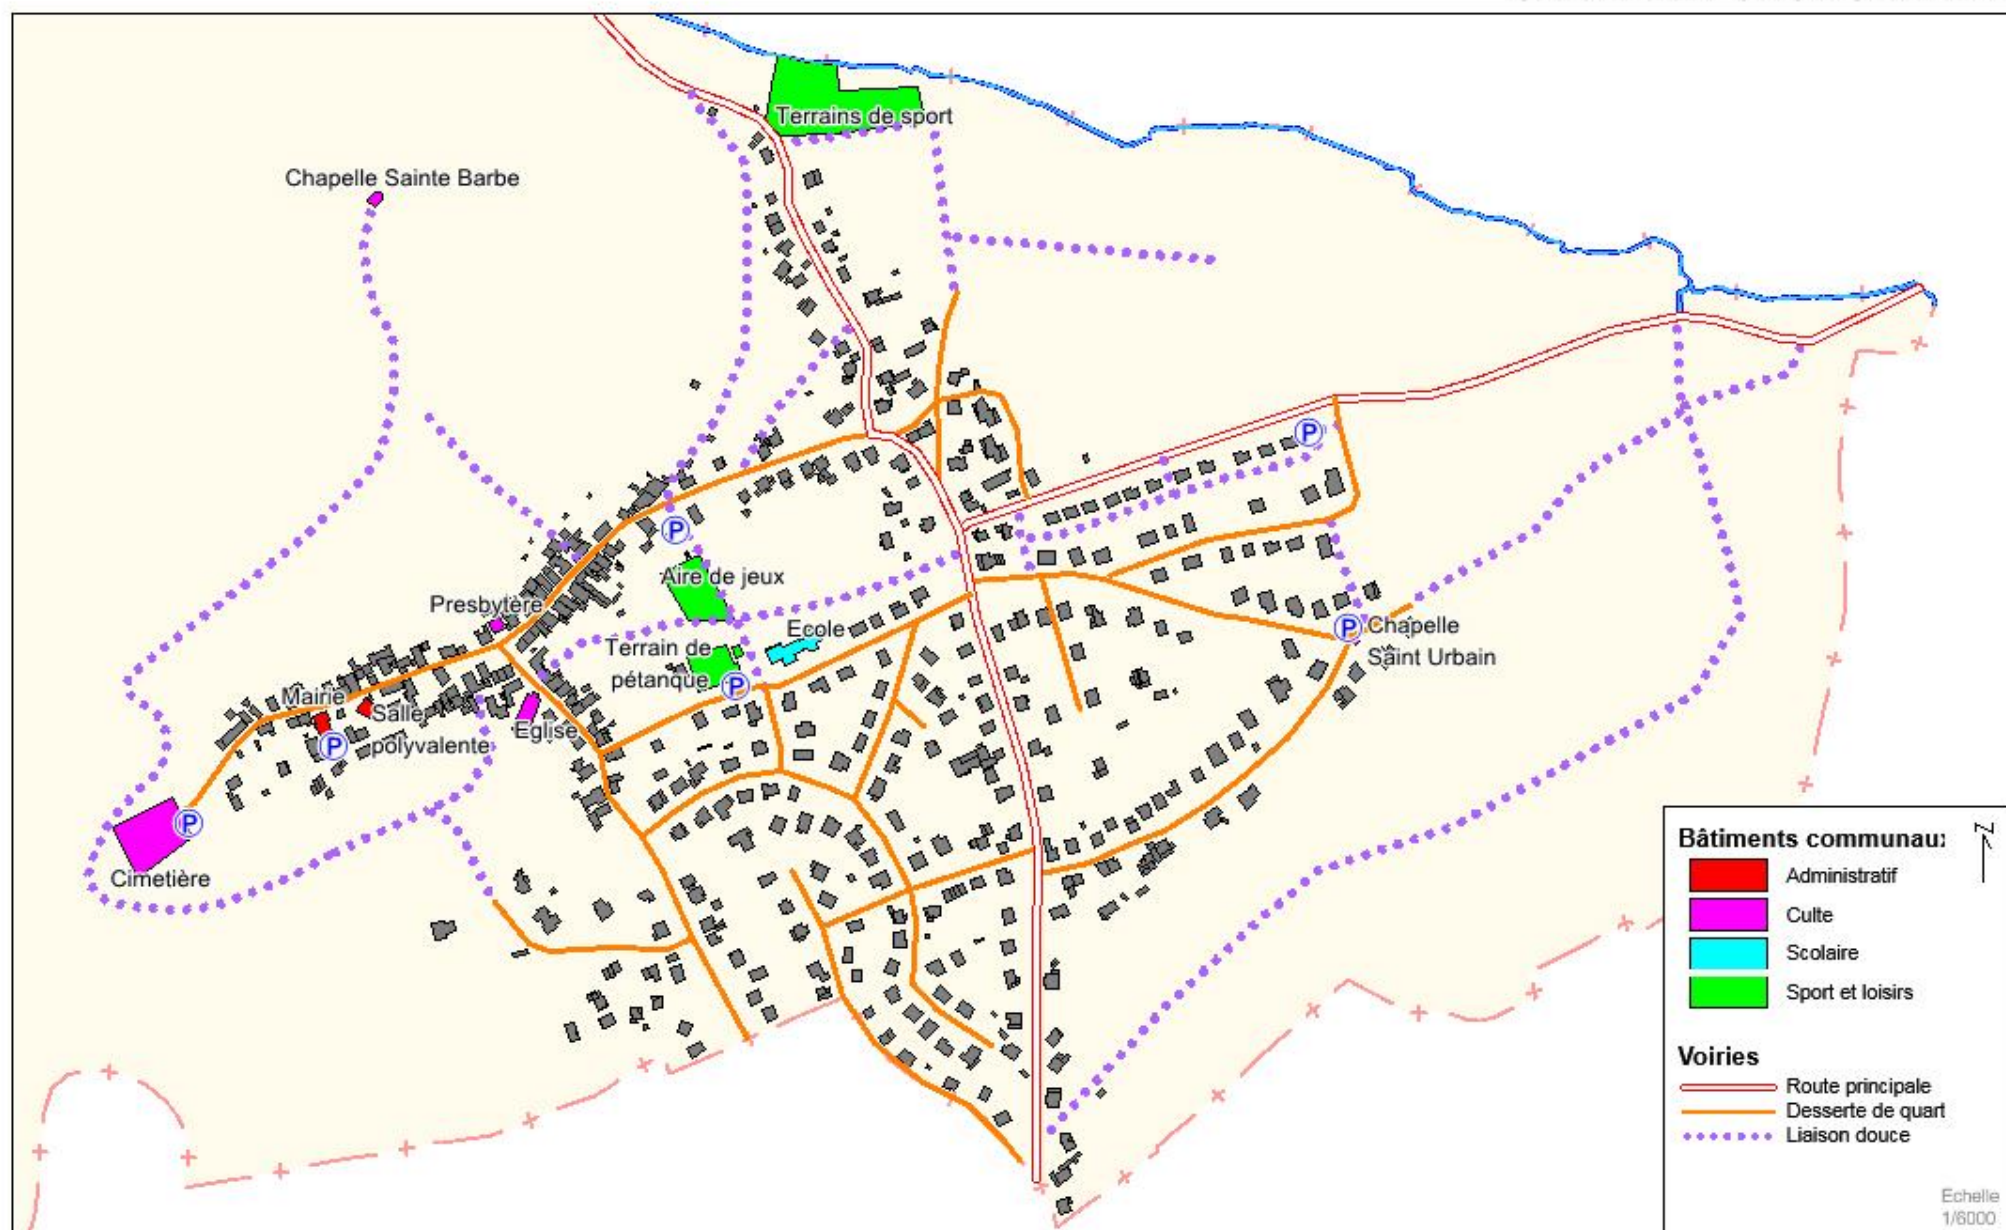 Terrains de sport
Chapelle Sainte Barbe
P
P
Aire de jeux
Presbytère
Ecole
P
Chapelle
Saint Urbain
Terrain de
pétanque
P
Mairie
Salle
polyvalente
P
Eglise
P
Cimetière
Bâtiments communau
N
Administratif
Culte
Scolaire
Sport et loisirs
Voiries
Route principale
Desserte de quart
Liaison douce
Echelle
1/6000